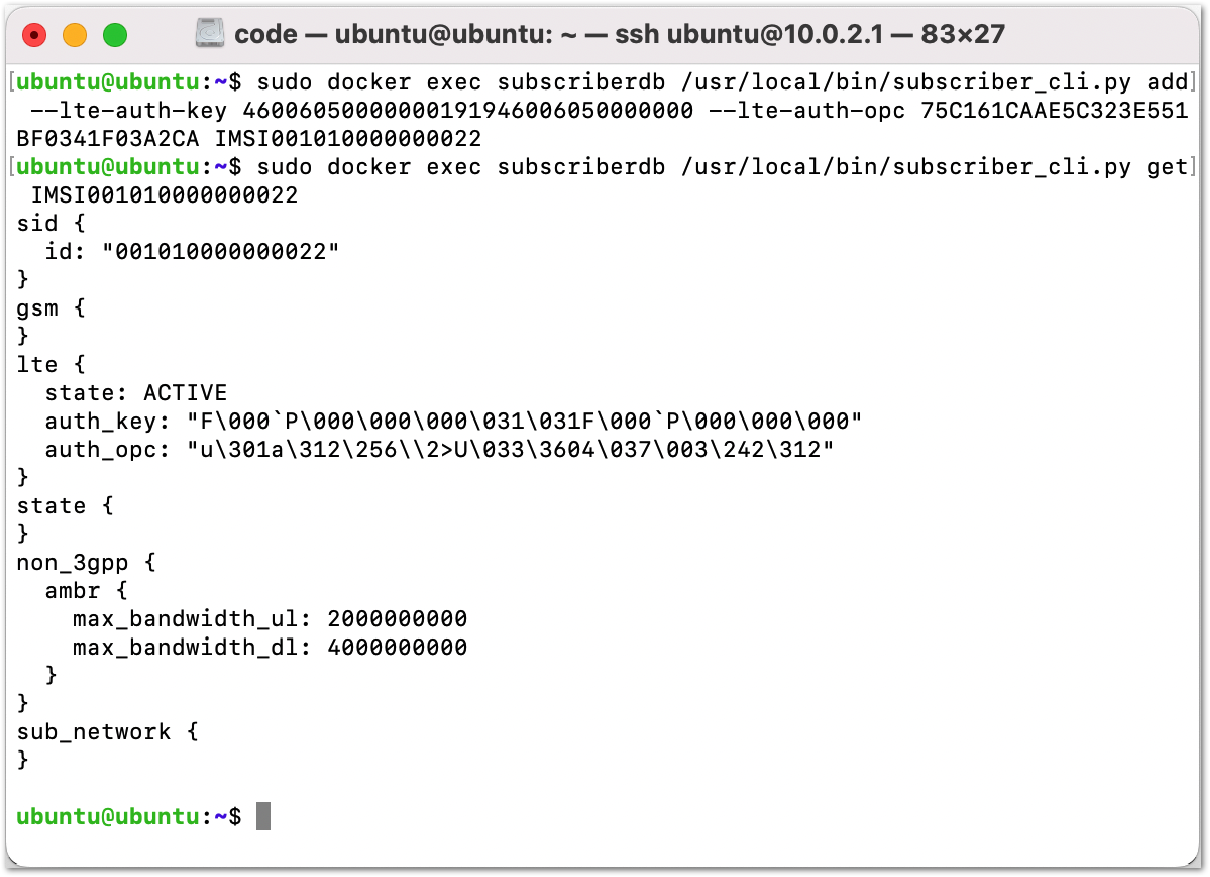 code — ubuntu@ubuntu: ~ — ssh ubuntu@10.0.2.1 — 83×27
[ubuntu@ubuntu:~$ sudo docker exec subscriberdb /usr/local/bin/subscriber_cli.py add]
 --lte-auth-key 46006050000000191946006050000000 --lte-auth-opc 75C161CAAE5C323E551
BF0341F03A2CA IMSI001010000000022
[ubuntu@ubuntu:~$ sudo docker exec subscriberdb /usr/local/bin/subscriber_cli.py get]
 IMSI001010000000022
sid {
  id: "001010000000022"
}
gsm {
}
lte {
  state: ACTIVE
  auth_key: "F\000`P\000\000\000\031\031F\000`P\000\000\000"
  auth_opc: "u\301a\312\256\\2>U\033\3604\037\003\242\312"
}
state {
}
non_3gpp {
  ambr {
    max_bandwidth_ul: 2000000000
    max_bandwidth_dl: 4000000000
  }
}
sub_network {
}
ubuntu@ubuntu:~$